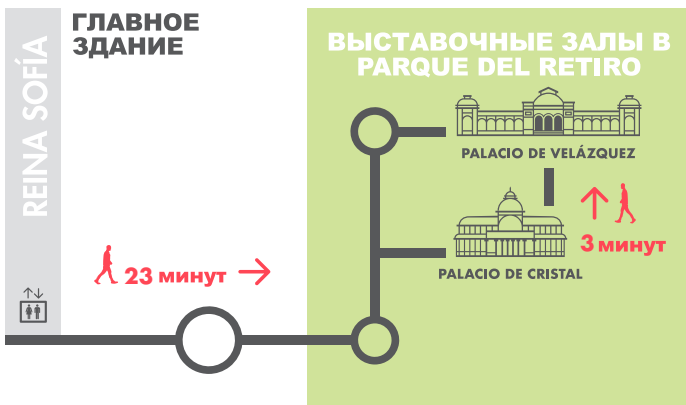 REINA SOFÍA
ГЛАВНОЕ
ЗДАНИЕ
ВЫСТАВОЧНЫЕ ЗАЛЫ В
PARQUE DEL RETIRO
PALACIO DE VELÁZQUEZ
3 минут
PALACIO DE CRISTAL
23 минут